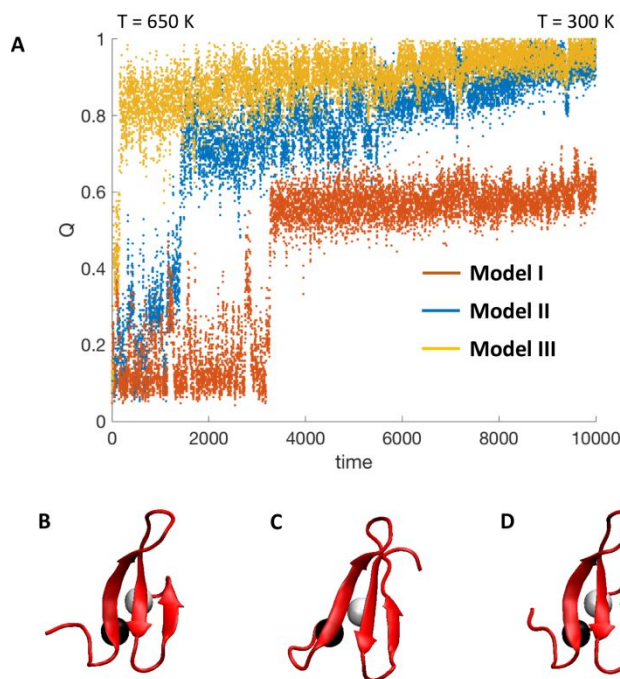 T = 650 K
T = 300 K
A
1
0.8
0.6
0.4
0.2
0
Q
Model I
Model II
Model III
0
2000
4000
6000
8000
10000
time
B
C
D